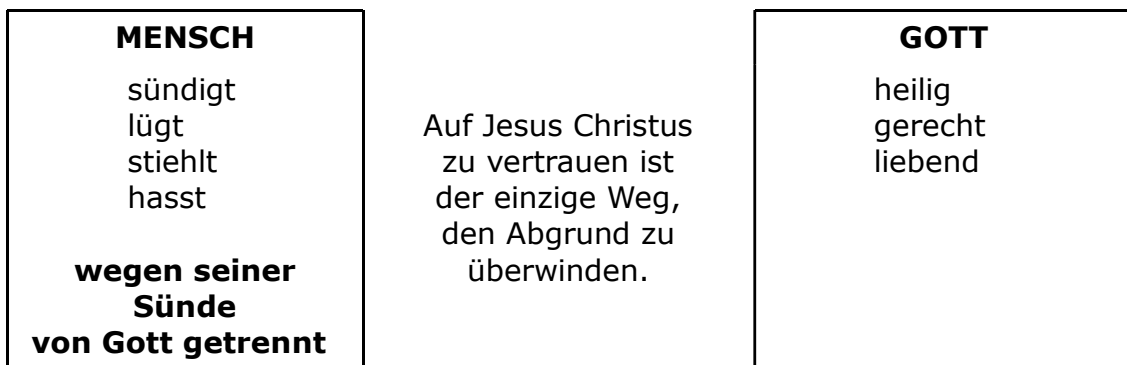 MENSCH
sündigt
lügt
stiehlt
hasst
wegen seiner
Sünde
von Gott getrennt
Auf Jesus Christus
zu vertrauen ist
der einzige Weg,
den Abgrund zu
überwinden.
GOTT
heilig
gerecht
liebend